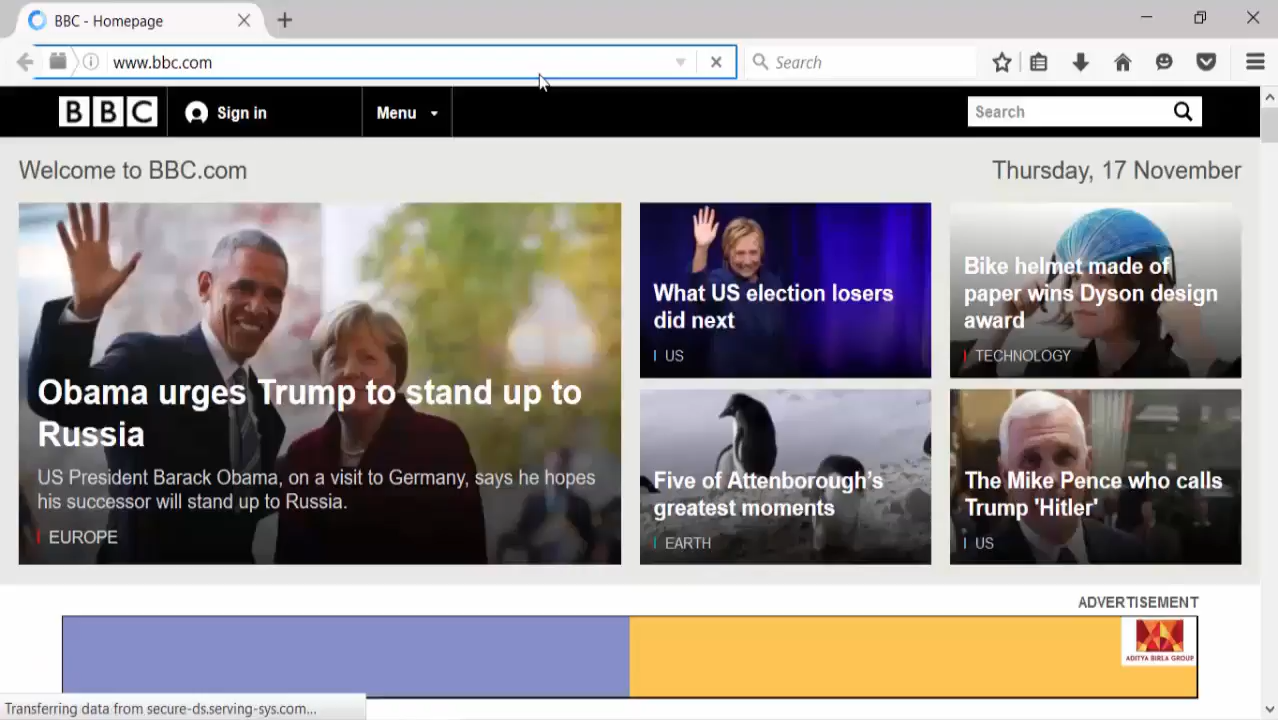 BBC - Homepage
www.bbc.com
Search
BBC
Sign in
Menu
Search
Welcome to BBC.com
Thursday, 17 November
Obama urges Trump to stand up to
Russia
US President Barack Obama, on a visit to Germany, says he hopes
his successor will stand up to Russia.
EUROPE
What US election losers
did next
US
Bike helmet made of
paper wins Dyson design
award
TECHNOLOGY
Five of Attenborough's
greatest moments
EARTH
The Mike Pence who calls
Trump 'Hitler'
US
ADVERTISEMENT
ADITYA BIRLA GROUP
Transferring data from secure-ds.serving-sys.com...